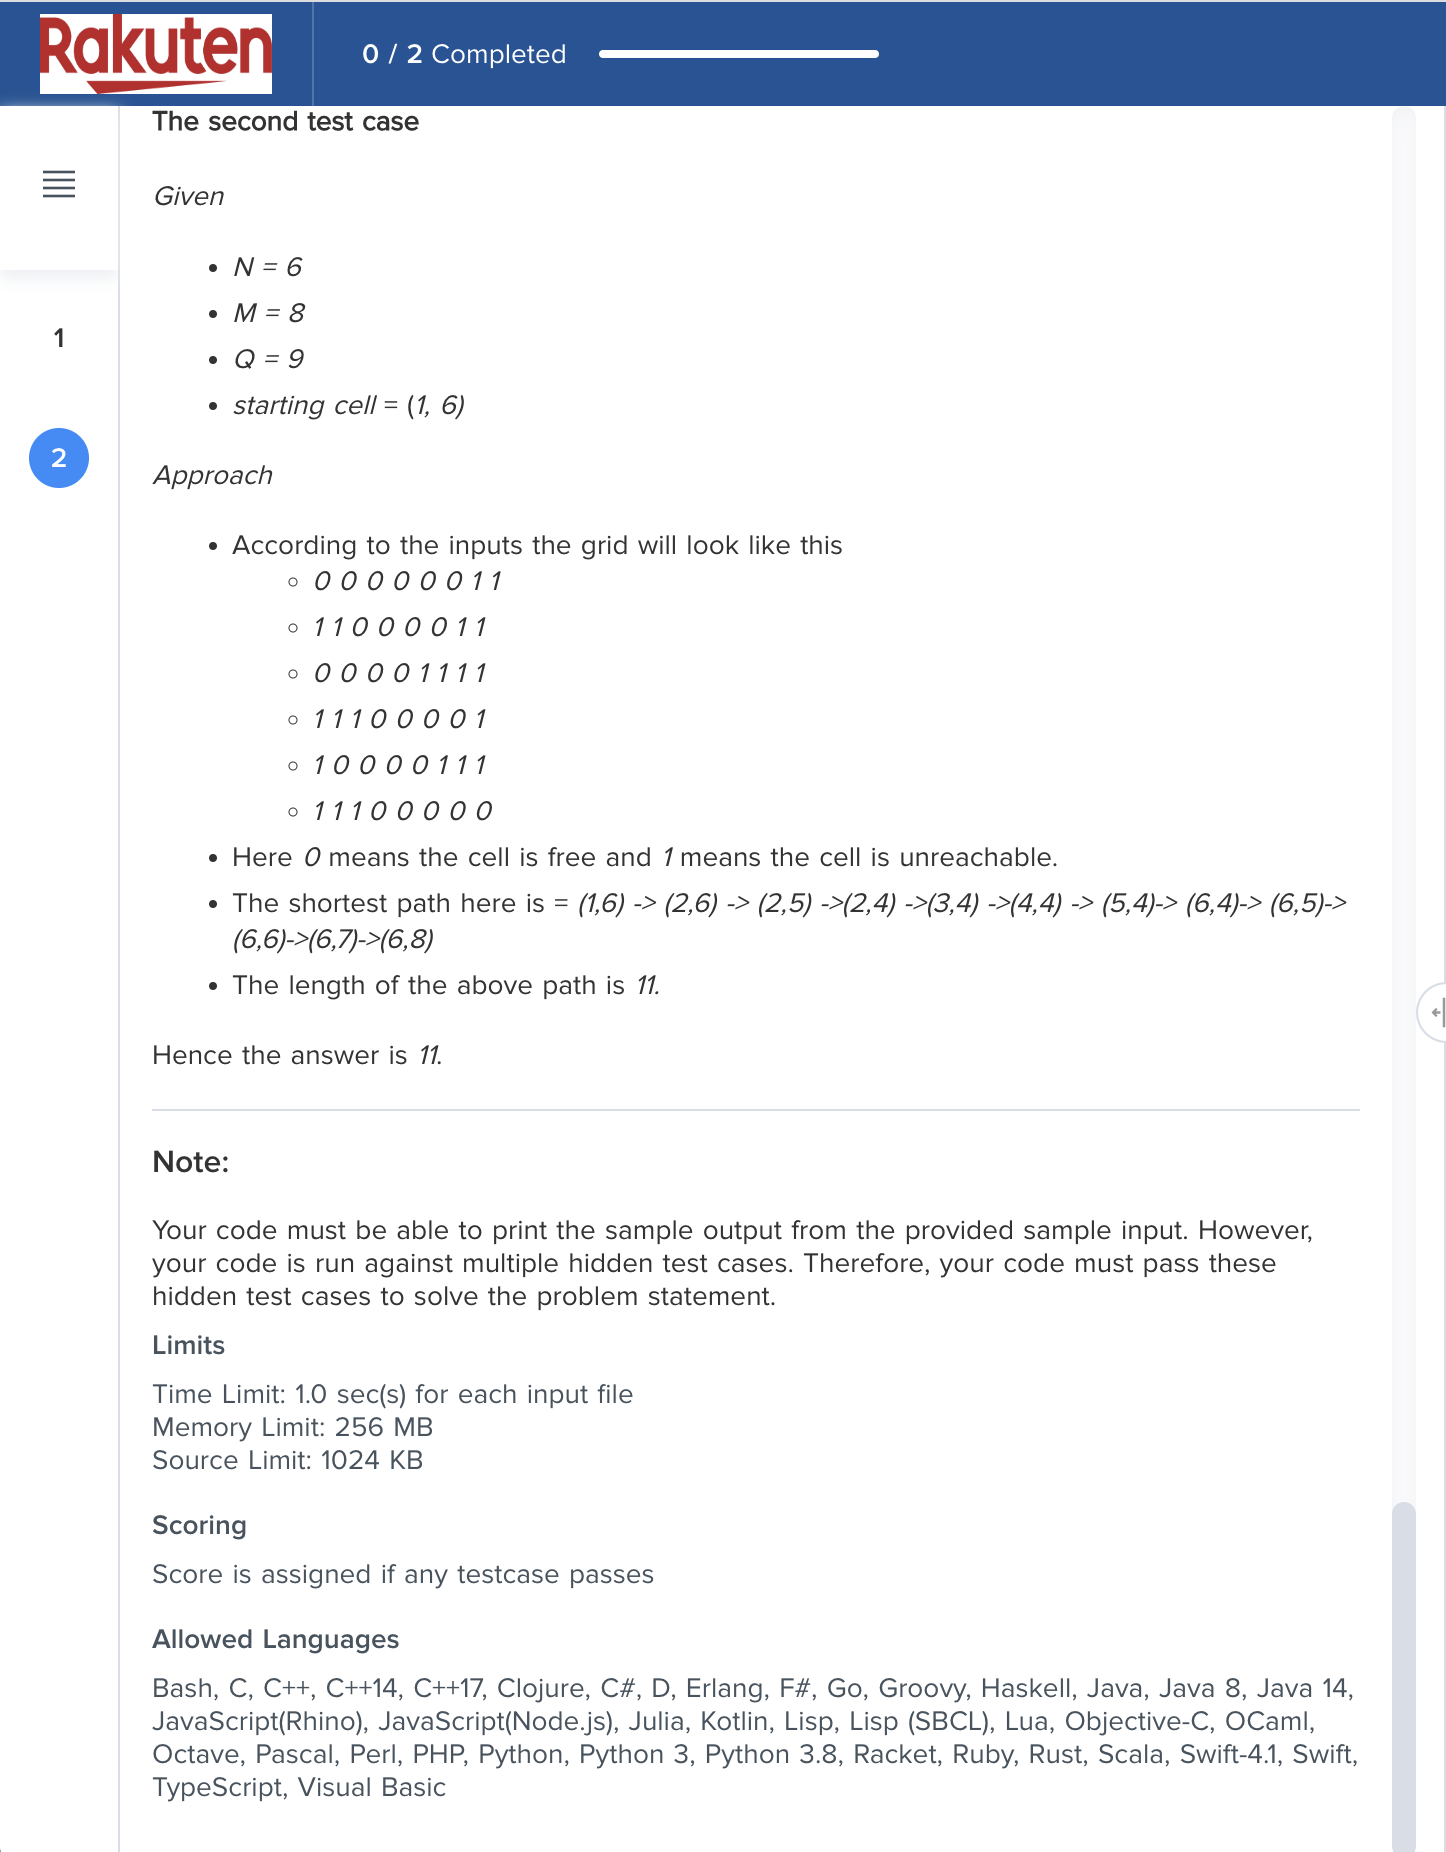 Rakuten
0 / 2 Completed
The second test case
Given
N = 6
M = 8
Q = 9
starting cell = (1, 6)
1
2
Approach
According to the inputs the grid will look like this
0 0 0 0 0 0 1 1
1 1 0 0 0 0 1 1
0 0 0 0 1 1 1 1
1 1 1 0 0 0 0 1
1 0 0 0 0 1 1 1
1 1 1 0 0 0 0 0
Here 0 means the cell is free and 1 means the cell is unreachable.
The shortest path here is = (1,6) -> (2,6) -> (2,5) ->(2,4) ->(3,4) ->(4,4) -> (5,4)-> (6,4)-> (6,5)->
(6,6)->(6,7)->(6,8)
The length of the above path is 11.
Hence the answer is 11.
Note:
Your code must be able to print the sample output from the provided sample input. However,
your code is run against multiple hidden test cases. Therefore, your code must pass these
hidden test cases to solve the problem statement.
Limits
Time Limit: 1.0 sec(s) for each input file
Memory Limit: 256 MB
Source Limit: 1024 KB
Scoring
Score is assigned if any testcase passes
Allowed Languages
Bash, C, C++, C++14, C++17, Clojure, C#, D, Erlang, F#, Go, Groovy, Haskell, Java, Java 8, Java 14,
JavaScript(Rhino), JavaScript(Node.js), Julia, Kotlin, Lisp, Lisp (SBCL), Lua, Objective-C, OCaml,
Octave, Pascal, Perl, PHP, Python, Python 3, Python 3.8, Racket, Ruby, Rust, Scala, Swift-4.1, Swift,
TypeScript, Visual Basic